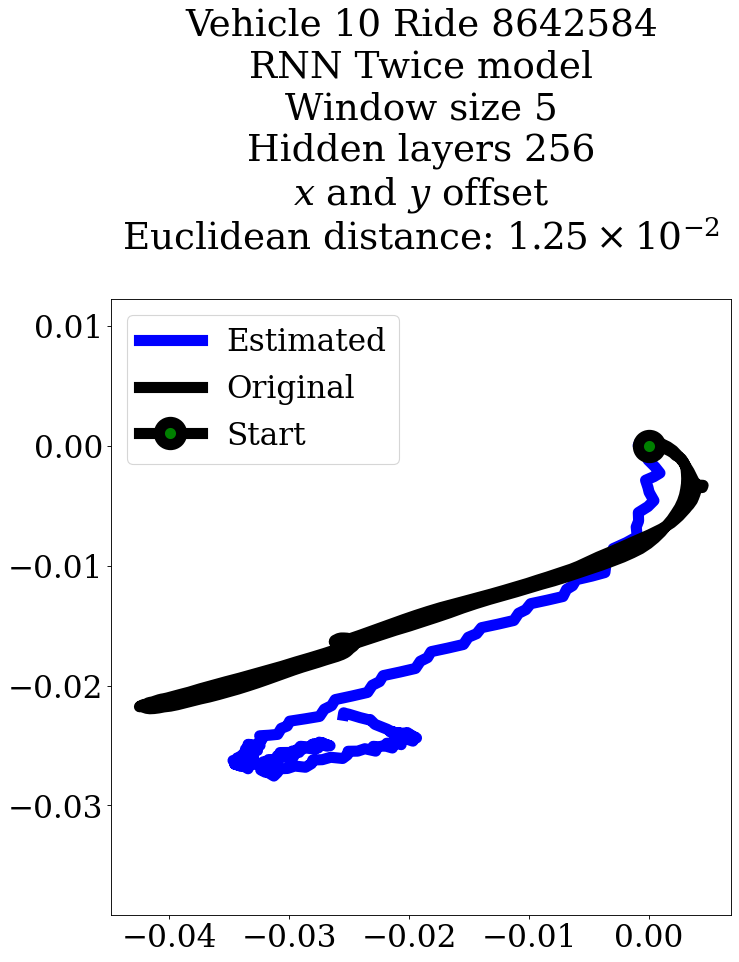 Vehicle 10 Ride 8642584
RNN Twice model
Window size 5
Hidden layers 256
x and y offset
Euclidean distance: 1.25 × 10⁻²
Estimated
Original
Start
0.01
0.00
−0.01
−0.02
−0.03
−0.04 −0.03 −0.02 −0.01 0.00